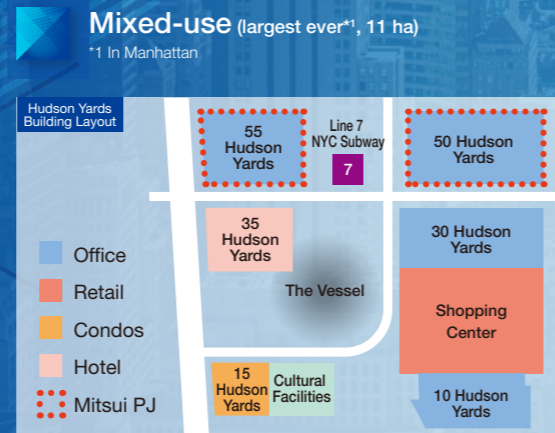 Mixed-use (largest ever*1, 11 ha)
*1 In Manhattan
Hudson Yards
Building Layout
55
Hudson
Yards
Line 7
NYC Subway
7
50 Hudson
Yards
35
Hudson
Yards
30 Hudson
Yards
The Vessel
Shopping
Center
15
Hudson
Yards
Cultural
Facilities
10 Hudson
Yards
Office
Retail
Condos
Hotel
Mitsui PJ